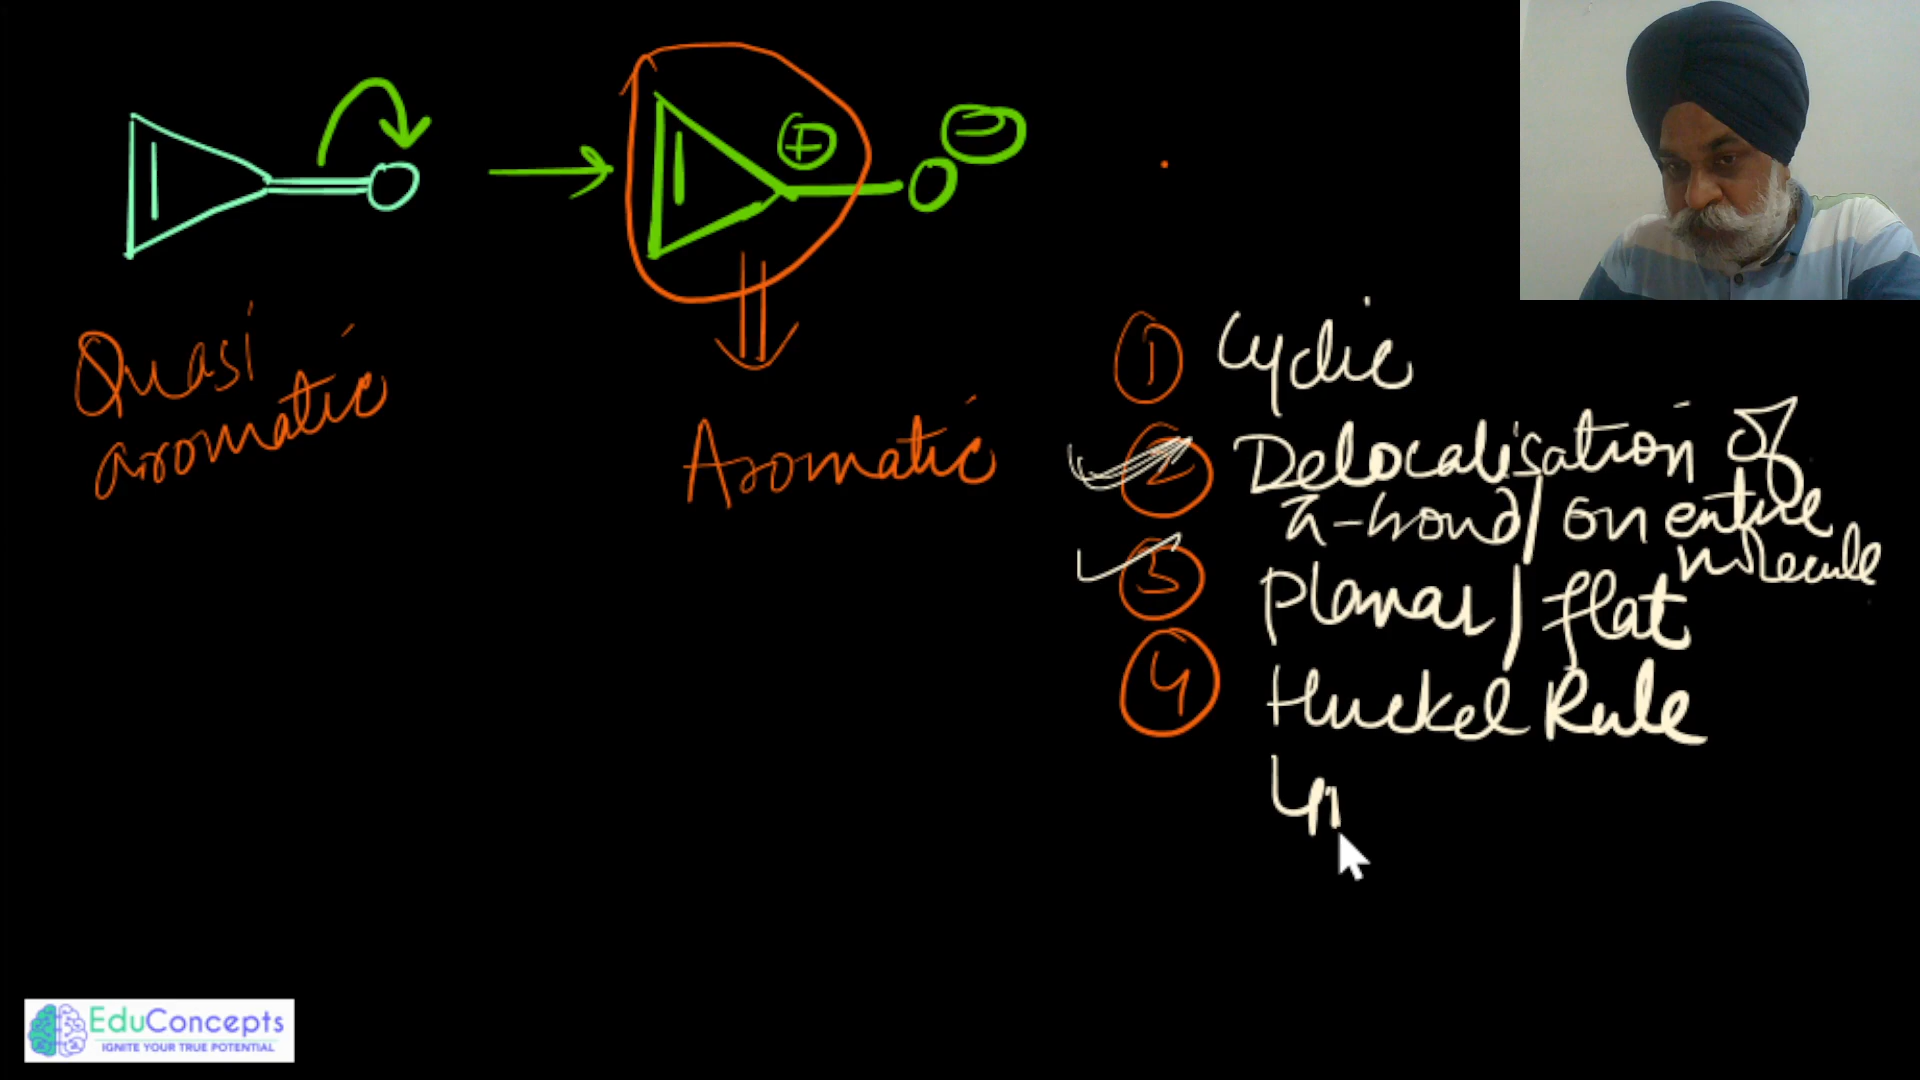 O
⊕
O
⊖
Quasi
aromatic
Aromatic
① Cyclic
② Delocalisation of
π-bond/on entire
molecule
③ Planar/flat
④ Huckel Rule
4n
EduConcepts
IGNITE YOUR TRUE POTENTIAL